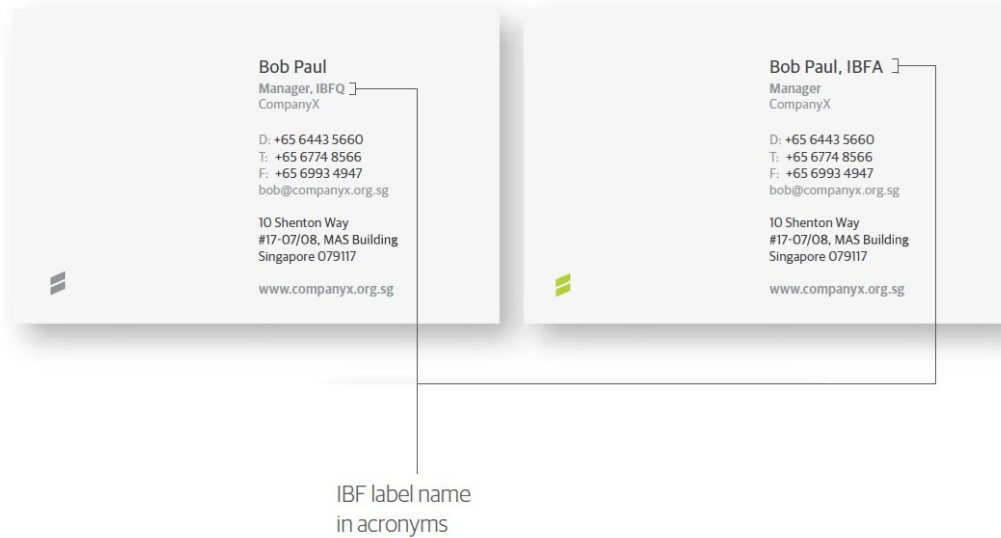 Bob Paul
Manager, IBFQ
CompanyX
D: +65 6443 5660
T: +65 6774 8566
F: +65 6993 4947
bob@companyx.org.sg
10 Shenton Way
#17-07/08, MAS Building
Singapore 079117
www.companyx.org.sg
Bob Paul, IBFA
Manager
CompanyX
D: +65 6443 5660
T: +65 6774 8566
F: +65 6993 4947
bob@companyx.org.sg
10 Shenton Way
#17-07/08, MAS Building
Singapore 079117
www.companyx.org.sg
IBF label name
in acronyms